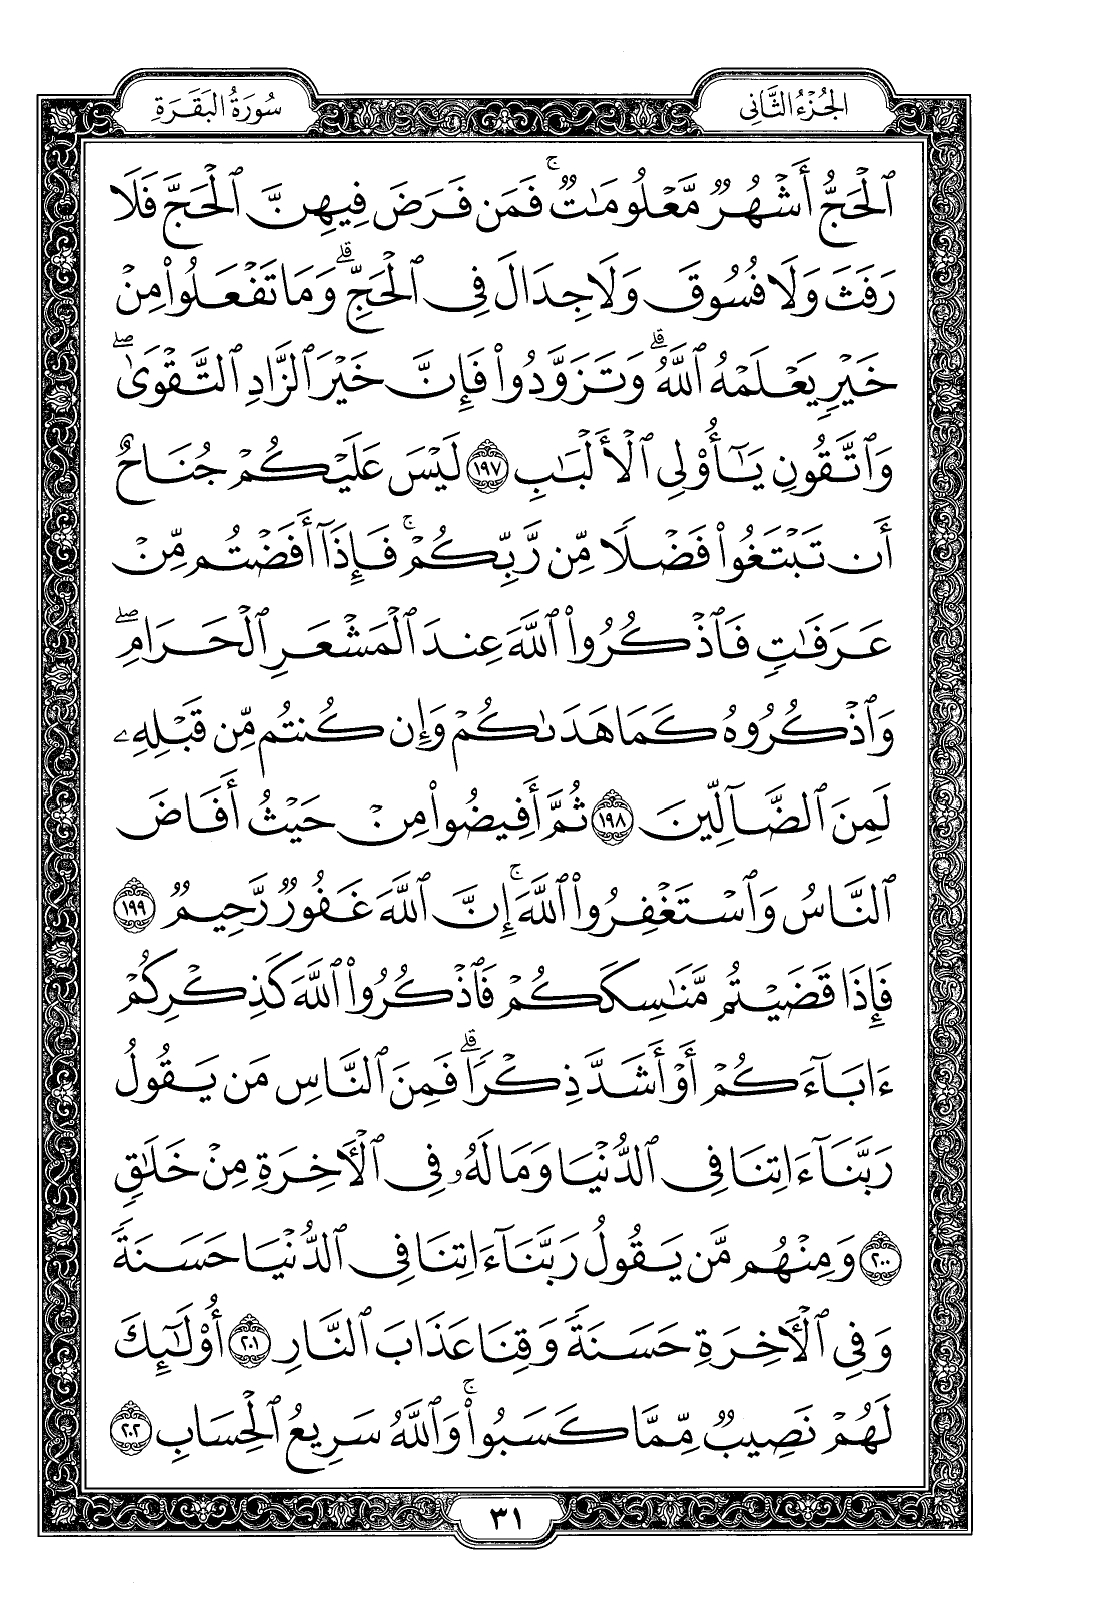 الجُزْءُ الثَّانِى
سُورَةُ البَقَرَةِ
ٱلْحَجُّ أَشْهُرٌ مَّعْلُومَٰتٌ ۚ فَمَن فَرَضَ فِيهِنَّ ٱلْحَجَّ فَلَا
رَفَثَ وَلَا فُسُوقَ وَلَا جِدَالَ فِى ٱلْحَجِّ ۗ وَمَا تَفْعَلُوا۟ مِنْ
خَيْرٍ يَعْلَمْهُ ٱللَّهُ ۗ وَتَزَوَّدُوا۟ فَإِنَّ خَيْرَ ٱلزَّادِ ٱلتَّقْوَىٰ ۖ
وَٱتَّقُونِ يَٰٓأُو۟لِى ٱلْأَلْبَٰبِ ١٩٧ لَيْسَ عَلَيْكُمْ جُنَاحٌ
أَن تَبْتَغُوا۟ فَضْلًا مِّن رَّبِّكُمْ ۚ فَإِذَآ أَفَضْتُم مِّنْ
عَرَفَٰتٍ فَٱذْكُرُوا۟ ٱللَّهَ عِندَ ٱلْمَشْعَرِ ٱلْحَرَامِ ۖ
وَٱذْكُرُوهُ كَمَا هَدَىٰكُمْ وَإِن كُنتُم مِّن قَبْلِهِۦ
لَمِنَ ٱلضَّآلِّينَ ١٩٨ ثُمَّ أَفِيضُوا۟ مِنْ حَيْثُ أَفَاضَ
ٱلنَّاسُ وَٱسْتَغْفِرُوا۟ ٱللَّهَ ۚ إِنَّ ٱللَّهَ غَفُورٌ رَّحِيمٌ ١٩٩
فَإِذَا قَضَيْتُم مَّنَٰسِكَكُمْ فَٱذْكُرُوا۟ ٱللَّهَ كَذِكْرِكُمْ
ءَابَآءَكُمْ أَوْ أَشَدَّ ذِكْرًا ۗ فَمِنَ ٱلنَّاسِ مَن يَقُولُ
رَبَّنَآ ءَاتِنَا فِى ٱلدُّنْيَا وَمَا لَهُۥ فِى ٱلْأَخِرَةِ مِنْ خَلَٰقٍ
٢٠٠ وَمِنْهُم مَّن يَقُولُ رَبَّنَآ ءَاتِنَا فِى ٱلدُّنْيَا حَسَنَةً
وَفِى ٱلْأَخِرَةِ حَسَنَةً وَقِنَا عَذَابَ ٱلنَّارِ ٢٠١ أُو۟لَٰٓئِكَ
لَهُمْ نَصِيبٌ مِّمَّا كَسَبُوا۟ ۚ وَٱللَّهُ سَرِيعُ ٱلْحِسَابِ ٢٠٢
٣١